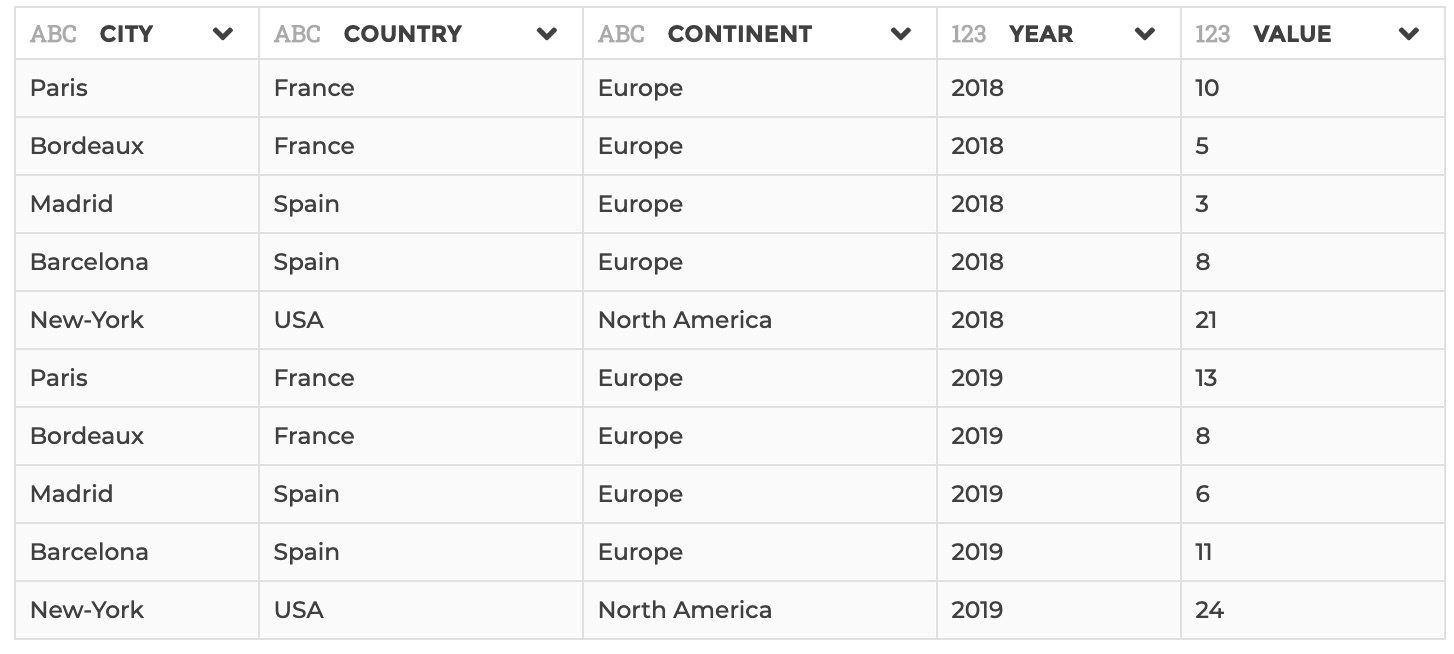 ABC CITY ABC COUNTRY ABC CONTINENT 123 YEAR 123 VALUE
Paris France Europe 2018 10
Bordeaux France Europe 2018 5
Madrid Spain Europe 2018 3
Barcelona Spain Europe 2018 8
New-York USA North America 2018 21
Paris France Europe 2019 13
Bordeaux France Europe 2019 8
Madrid Spain Europe 2019 6
Barcelona Spain Europe 2019 11
New-York USA North America 2019 24